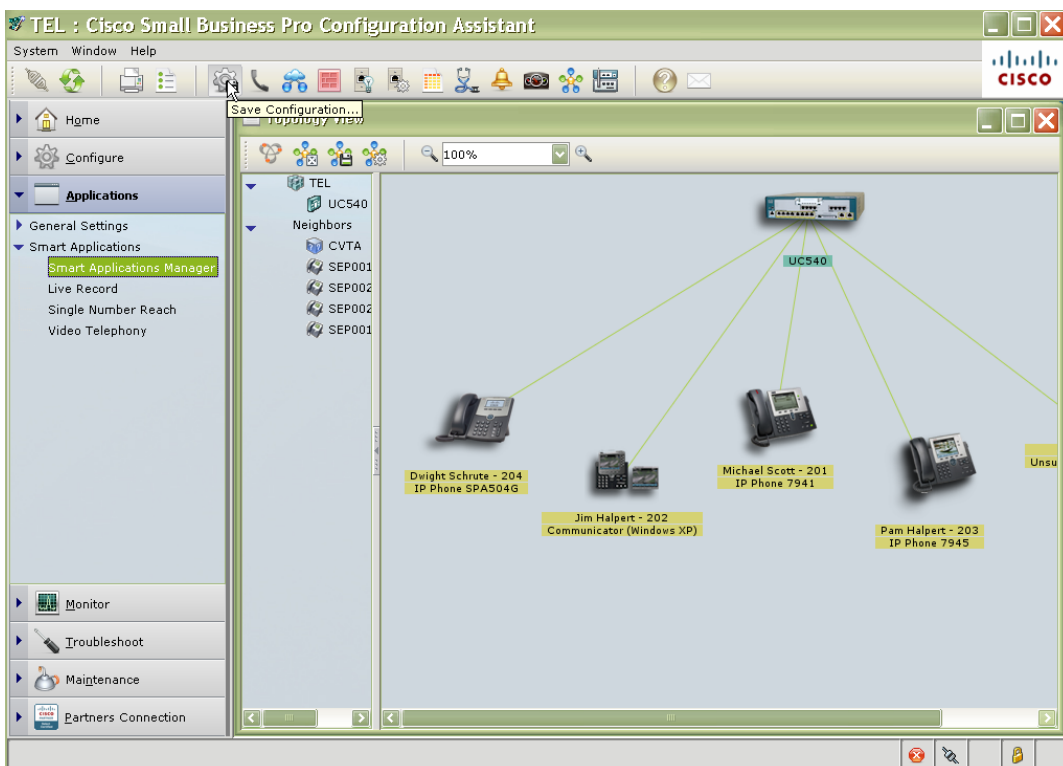 TEL : Cisco Small Business Pro Configuration Assistant
System Window Help
CISCO
Save Configuration...
Topology View
Home
Configure
Applications
General Settings
Smart Applications
Smart Applications Manager
Live Record
Single Number Reach
Video Telephony
Monitor
Troubleshoot
Maintenance
Partners Connection
100%
TEL
UC540
Neighbors
CVTA
SEP001
SEP002
SEP002
SEP001
UC540
Dwight Schrute - 204
IP Phone SPA504G
Jim Halpert - 202
Communicator (Windows XP)
Michael Scott - 201
IP Phone 7941
Pam Halpert - 203
IP Phone 7945
Unsu